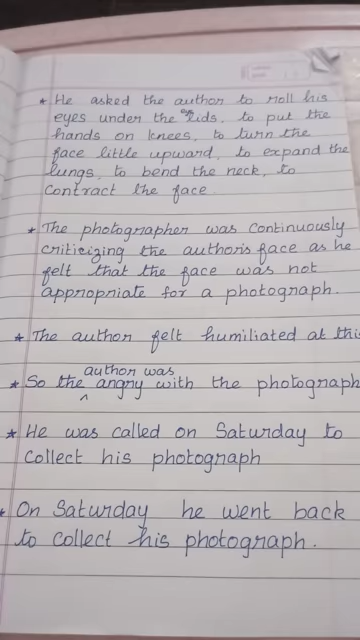 * He asked the author to roll his
eyes under the eye lids, to put the
hands on knees, to turn the
face little upward, to expand the
lungs, to bend the neck, to
contract the face.
* The photographer was continuously
criticizing the author's face as he
felt that the face was not
appropriate for a photograph.
* The author felt humiliated at this
* So the author was angry with the photograph
* He was called on Saturday to
collect his photograph
* On Saturday he went back
to collect his photograph.